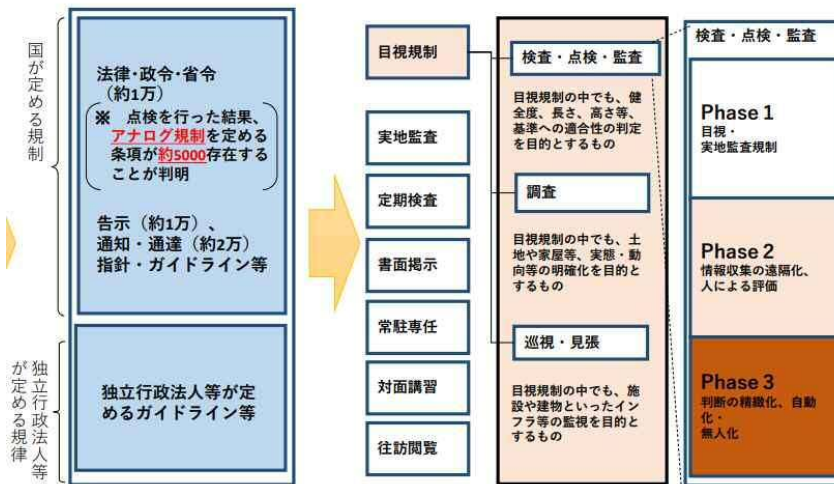 国が定める規制
法律・政令・省令
(約1万)
※ 点検を行った結果、
アナログ規制を定める
条項が約5000存在する
ことが判明
告示(約1万)、
通知・通達(約2万)
指針・ガイドライン等
独立行政法人等
が定める規律
独立行政法人等が定
めるガイドライン等
目視規制
実地監査
定期検査
書面掲示
常駐専任
対面講習
往訪閲覧
検査・点検・監査
目視規制の中でも、健
全度、長さ、高さ等、
基準への適合性の判定
を目的とするもの
調査
目視規制の中でも、土
地や家屋等、実態・動
向等の明確化を目的と
するもの
巡視・見張
目視規制の中でも、施
設や建物といったイン
フラ等の監視を目的と
するもの
検査・点検・監査
Phase 1
目視・
実地監査規制
Phase 2
情報収集の遠隔化、
人による評価
Phase 3
判断の精緻化、自動
化・
無人化